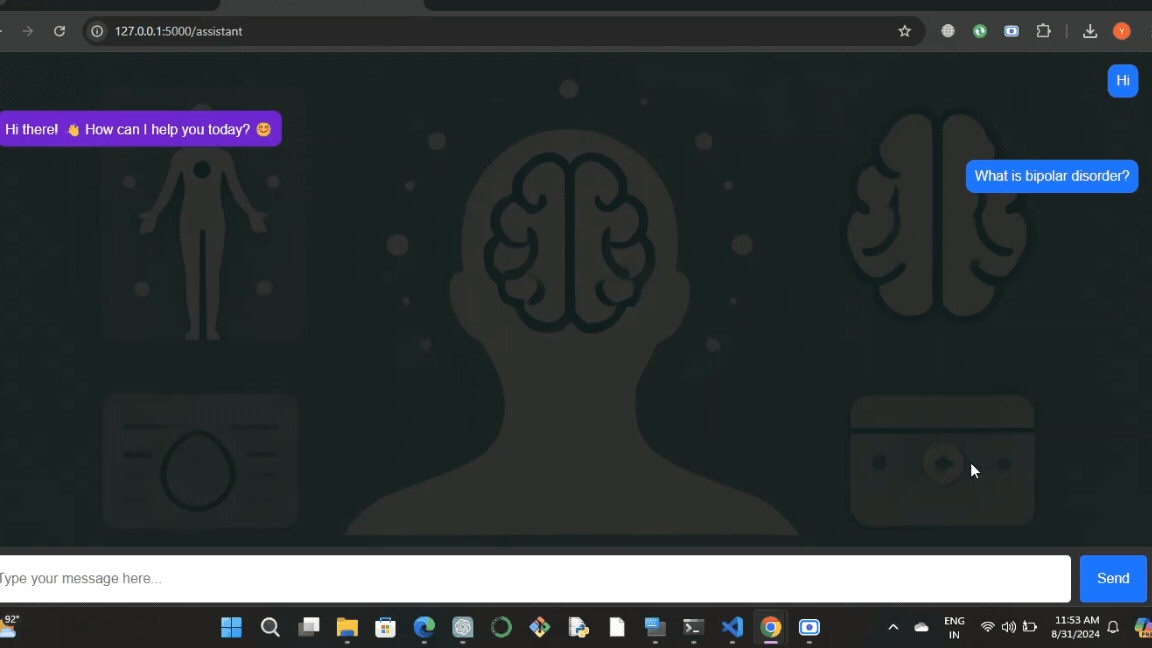 127.0.0.1:5000/assistant
Y
Hi
Hi there! 👋 How can I help you today? 😊
What is bipolar disorder?
Type your message here...
Send
92°
ENG
IN
11:53 AM
8/31/2024